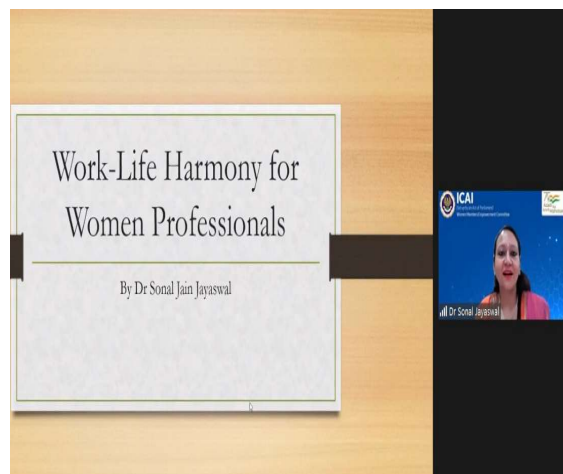 Work-Life Harmony for
Women Professionals
By Dr Sonal Jain Jayaswal
ICAI
Dr Sonal Jayaswal